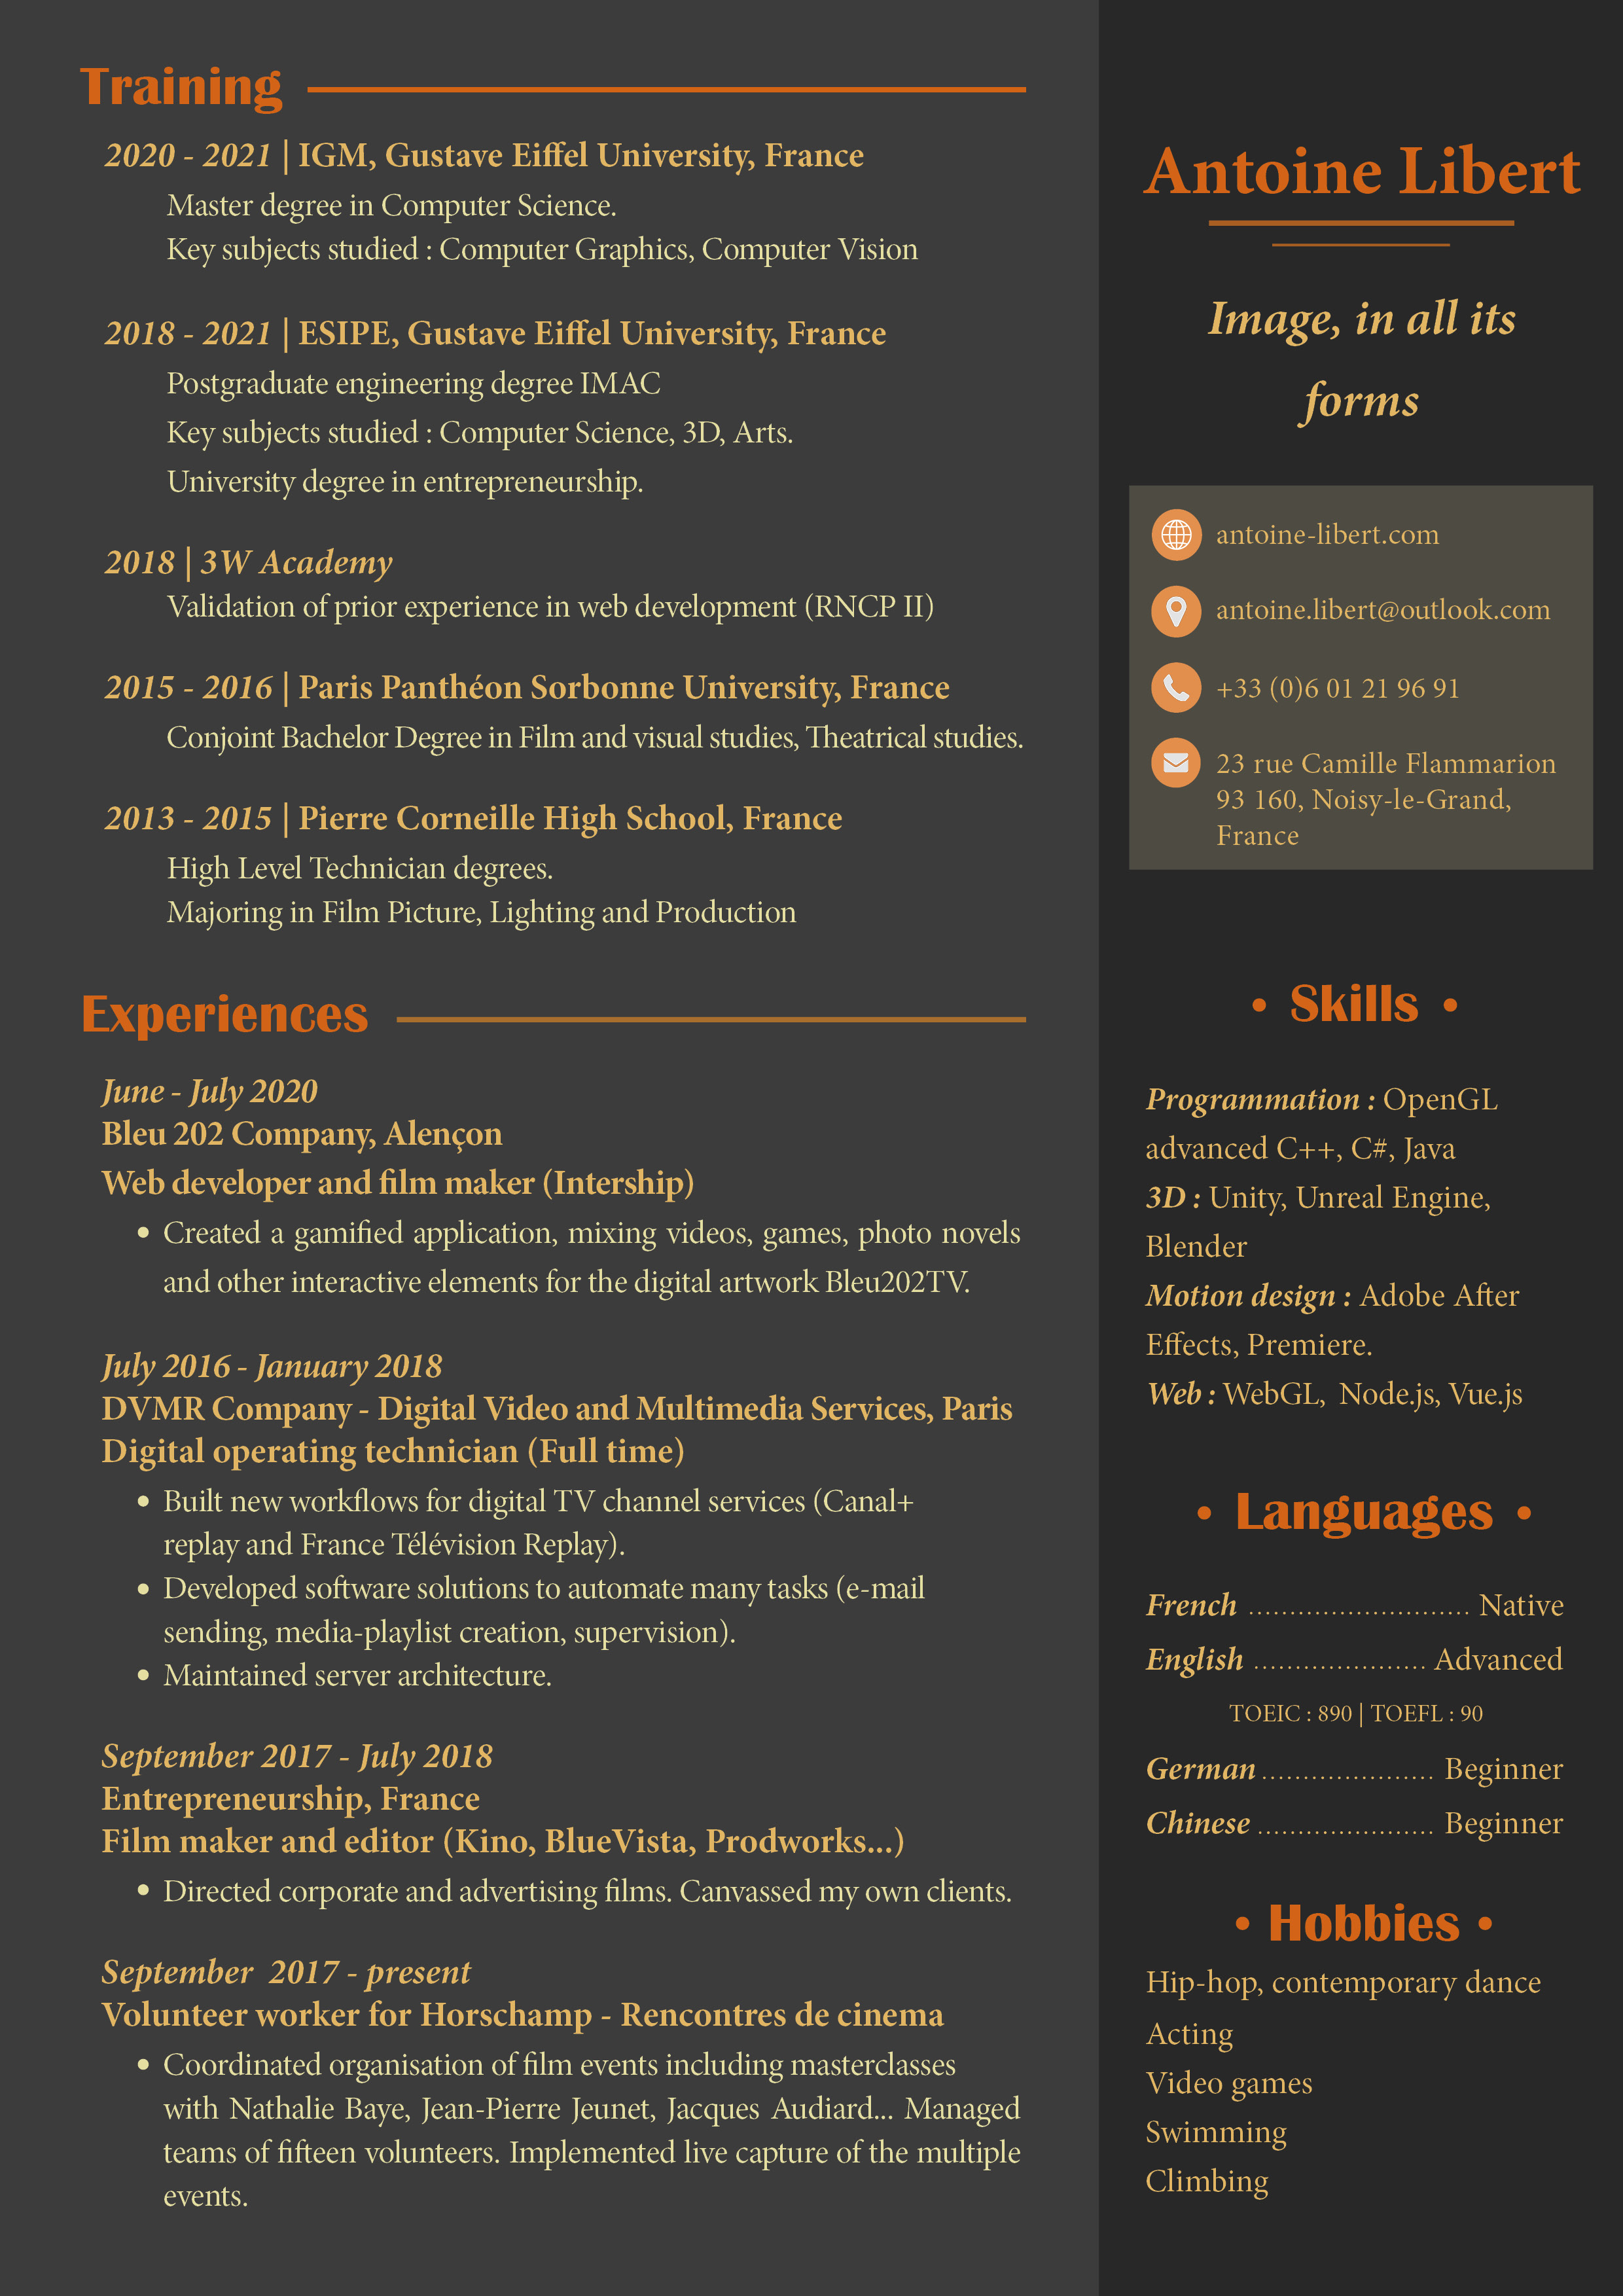 Training
2020 - 2021 | IGM, Gustave Eiffel University, France
Master degree in Computer Science.
Key subjects studied : Computer Graphics, Computer Vision
2018 - 2021 | ESIPE, Gustave Eiffel University, France
Postgraduate engineering degree IMAC
Key subjects studied : Computer Science, 3D, Arts.
University degree in entrepreneurship.
2018 | 3W Academy
Validation of prior experience in web development (RNCP II)
2015 - 2016 | Paris Panthéon Sorbonne University, France
Conjoint Bachelor Degree in Film and visual studies, Theatrical studies.
2013 - 2015 | Pierre Corneille High School, France
High Level Technician degrees.
Majoring in Film Picture, Lighting and Production
Experiences
June - July 2020
Bleu 202 Company, Alençon
Web developer and film maker (Intership)
• Created a gamified application, mixing videos, games, photo novels
and other interactive elements for the digital artwork Bleu202TV.
July 2016 - January 2018
DVMR Company - Digital Video and Multimedia Services, Paris
Digital operating technician (Full time)
• Built new workflows for digital TV channel services (Canal+
replay and France Télévision Replay).
• Developed software solutions to automate many tasks (e-mail
sending, media-playlist creation, supervision).
• Maintained server architecture.
September 2017 - July 2018
Entrepreneurship, France
Film maker and editor (Kino, BlueVista, Prodworks...)
• Directed corporate and advertising films. Canvassed my own clients.
September 2017 - present
Volunteer worker for Horschamp - Rencontres de cinema
• Coordinated organisation of film events including masterclasses
with Nathalie Baye, Jean-Pierre Jeunet, Jacques Audiard... Managed
teams of fifteen volunteers. Implemented live capture of the multiple
events.
Antoine Libert
Image, in all its
forms
antoine-libert.com
antoine.libert@outlook.com
+33 (0)6 01 21 96 91
23 rue Camille Flammarion
93 160, Noisy-le-Grand,
France
• Skills •
Programmation : OpenGL
advanced C++, C#, Java
3D : Unity, Unreal Engine,
Blender
Motion design : Adobe After
Effects, Premiere.
Web : WebGL, Node.js, Vue.js
• Languages •
French ........................... Native
English ..................... Advanced
TOEIC : 890 | TOEFL : 90
German ..................... Beginner
Chinese ...................... Beginner
• Hobbies •
Hip-hop, contemporary dance
Acting
Video games
Swimming
Climbing